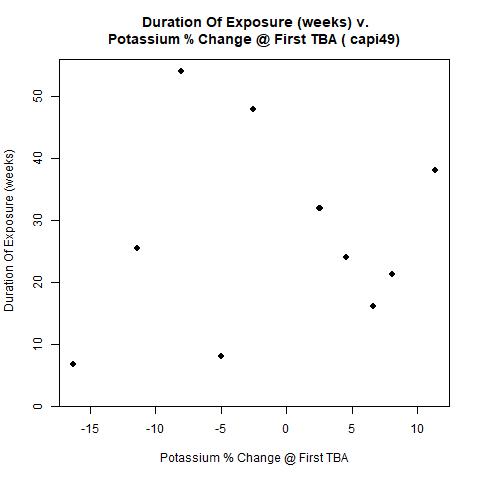 Duration Of Exposure (weeks) v.
Potassium % Change @ First TBA ( capi49)
Duration Of Exposure (weeks)
50
40
30
20
10
0
-15 -10 -5 0 5 10
Potassium % Change @ First TBA